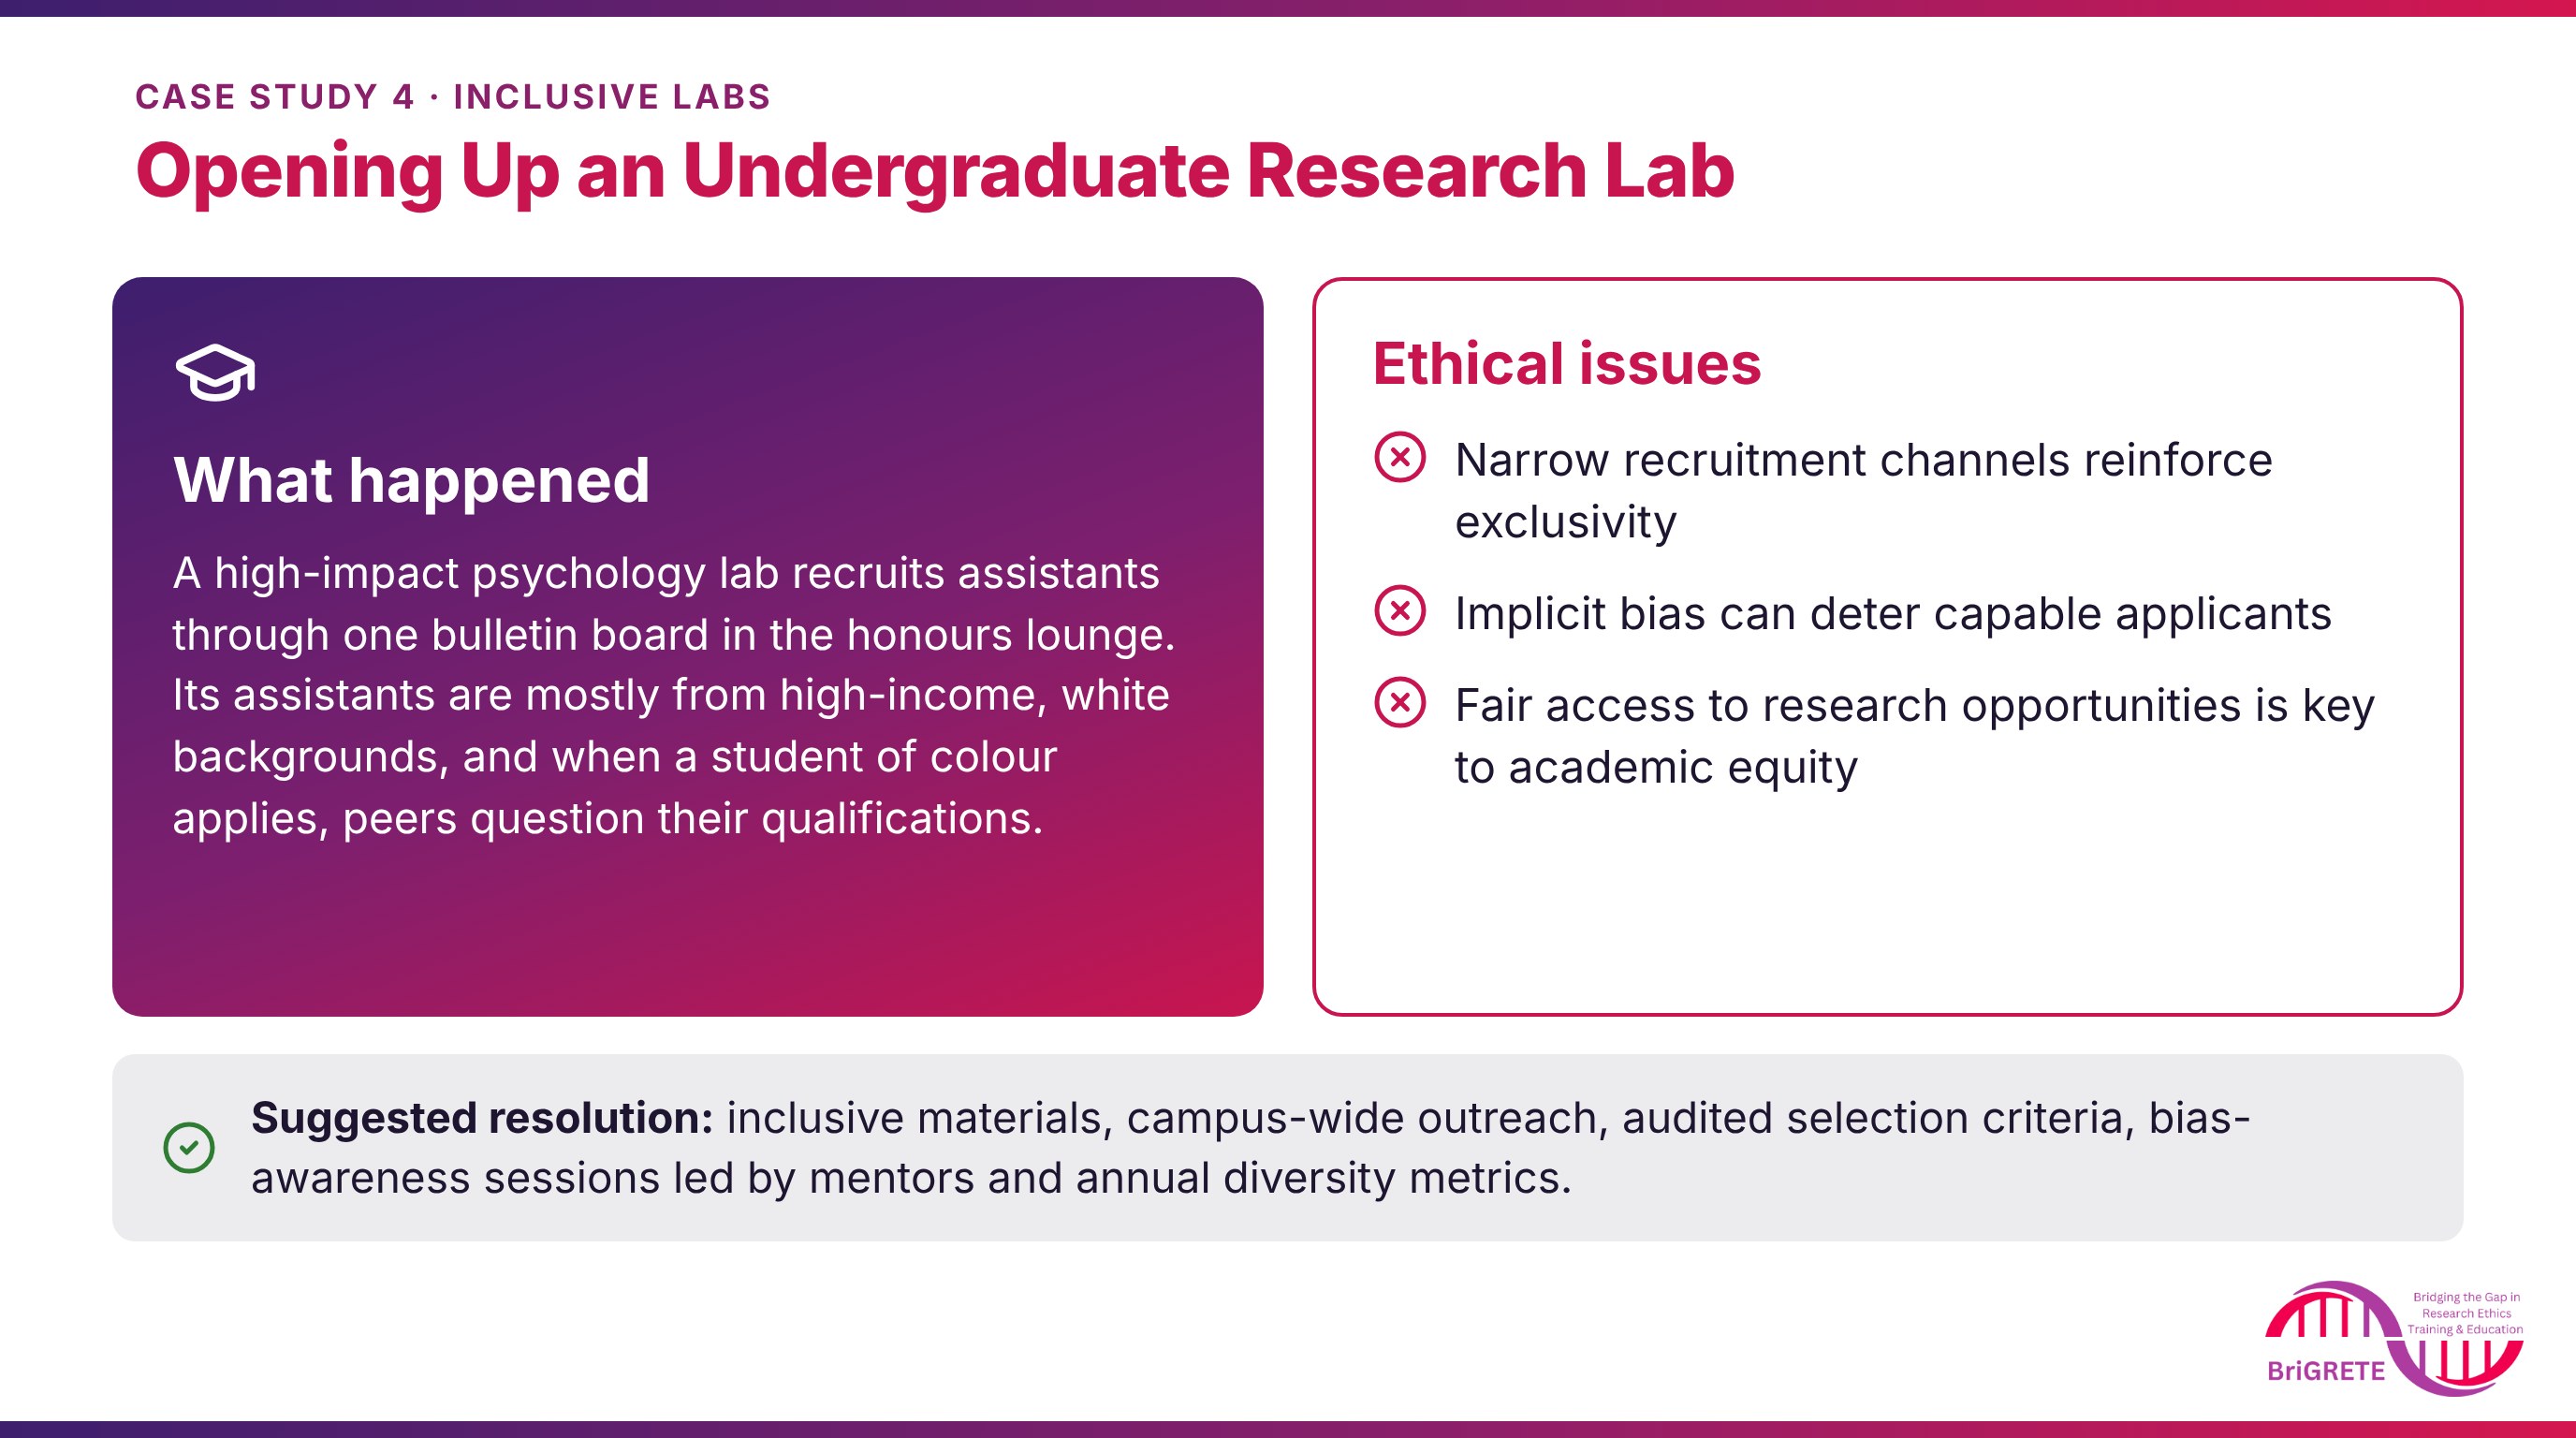 CASE STUDY 4 · INCLUSIVE LABS
Opening Up an Undergraduate Research Lab
What happened
A high-impact psychology lab recruits assistants
through one bulletin board in the honours lounge.
Its assistants are mostly from high-income, white
backgrounds, and when a student of colour
applies, peers question their qualifications.
Ethical issues
Narrow recruitment channels reinforce
exclusivity
Implicit bias can deter capable applicants
Fair access to research opportunities is key
to academic equity
Suggested resolution: inclusive materials, campus-wide outreach, audited selection criteria, bias-
awareness sessions led by mentors and annual diversity metrics.
Bridging the Gap in
Research Ethics
Training & Education
BriGRETE